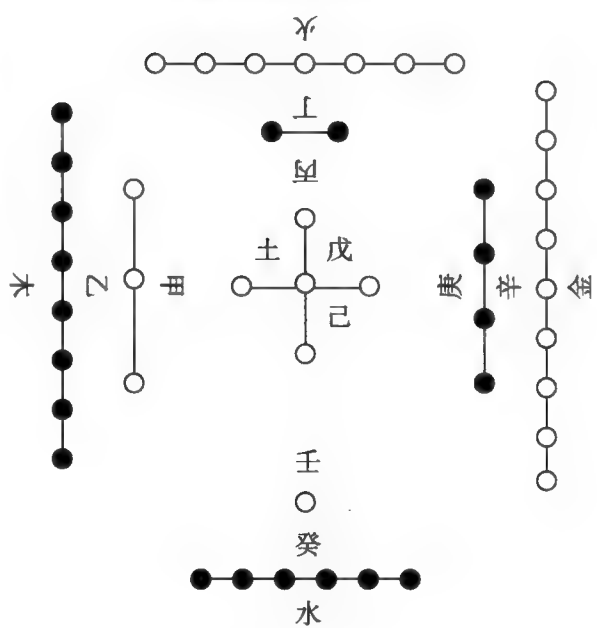 火
丁
丙
木
乙
甲
土
戊
己
庚
辛
金
壬
癸
水